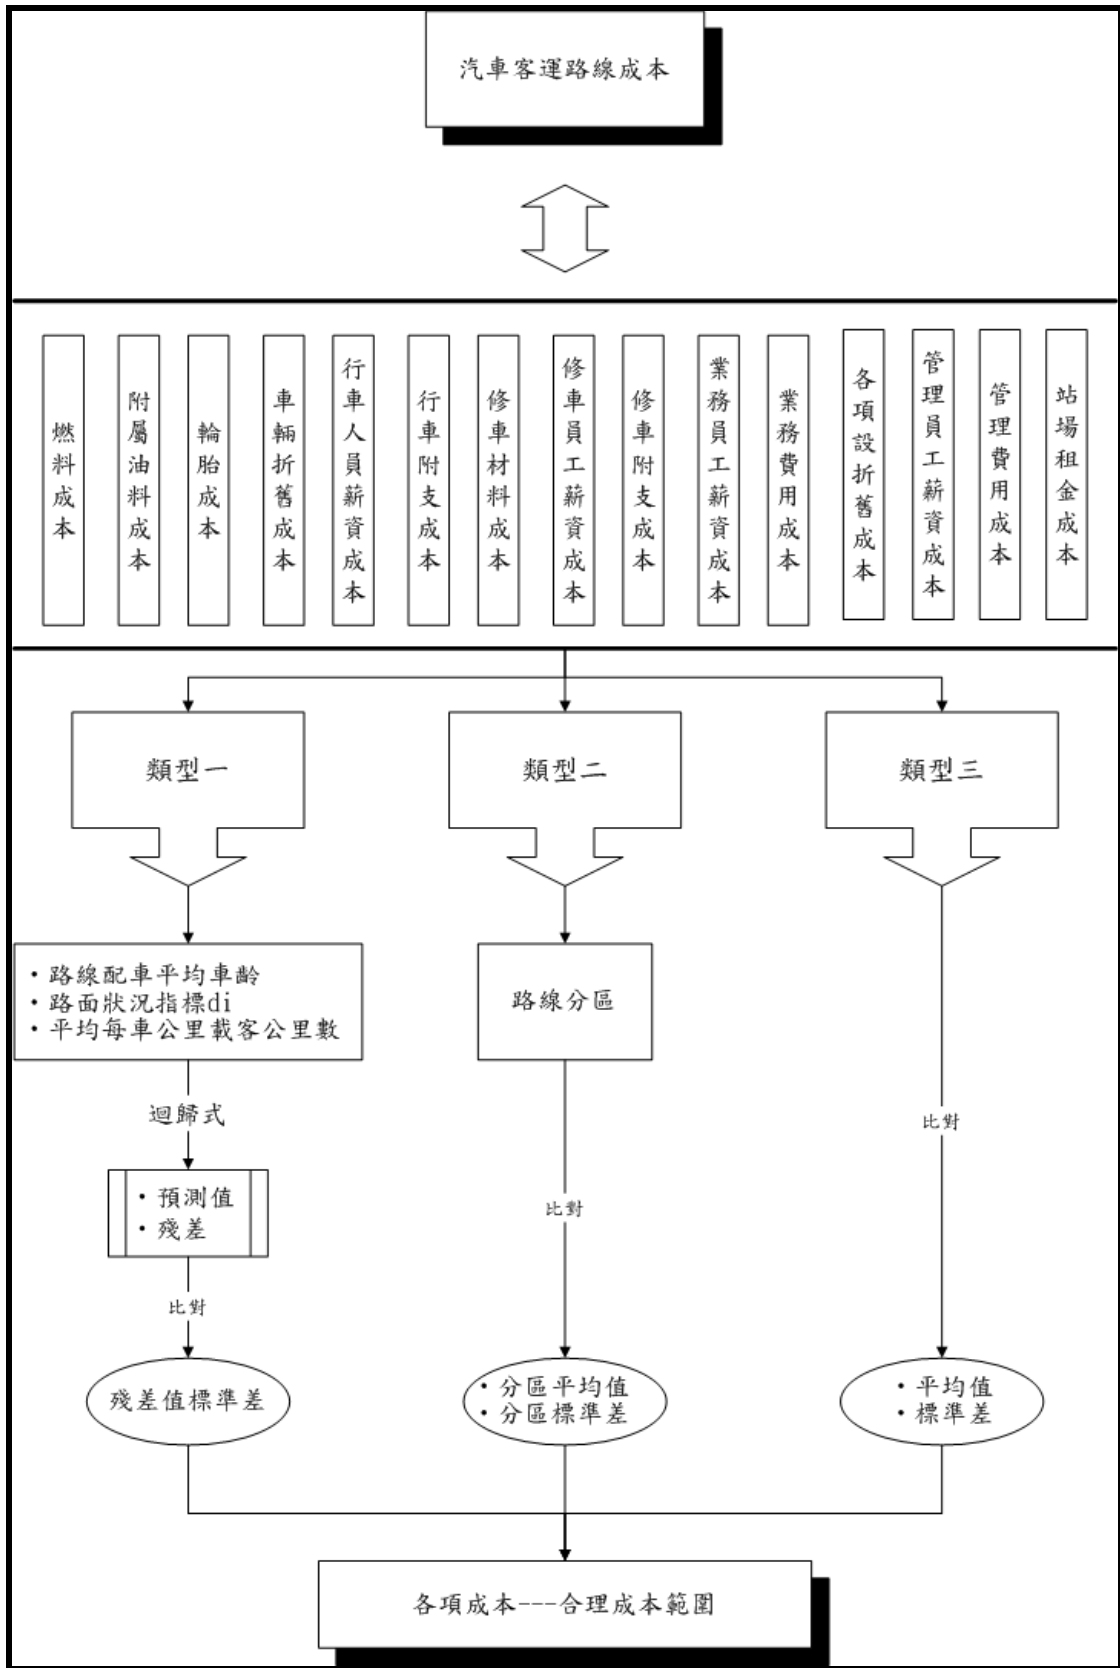 汽車客運路線成本
燃料成本
附屬油料成本
輪胎成本
車輛折舊成本
行車人員薪資成本
行車附支成本
修車材料成本
修車員工薪資成本
修車附支成本
業務員工薪資成本
業務費用成本
各項設折舊成本
管理員工薪資成本
管理費用成本
站場租金成本
類型一
類型二
類型三
・路線配車平均車齡
・路面狀況指標di
・平均每車公里載客公里數
路線分區
迴歸式
比對
・預測值
・殘差
比對
比對
殘差值標準差
・分區平均值
・分區標準差
・平均值
・標準差
各項成本---合理成本範圍